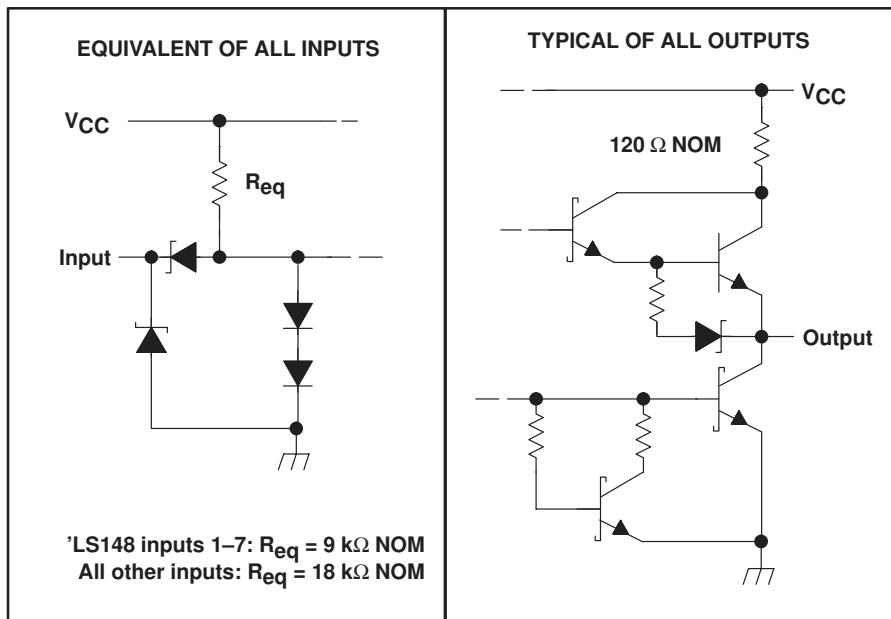 EQUIVALENT OF ALL INPUTS
VCC
Req
Input
'LS148 inputs 1–7: Req = 9 kΩ NOM
All other inputs: Req = 18 kΩ NOM
TYPICAL OF ALL OUTPUTS
VCC
120 Ω NOM
Output